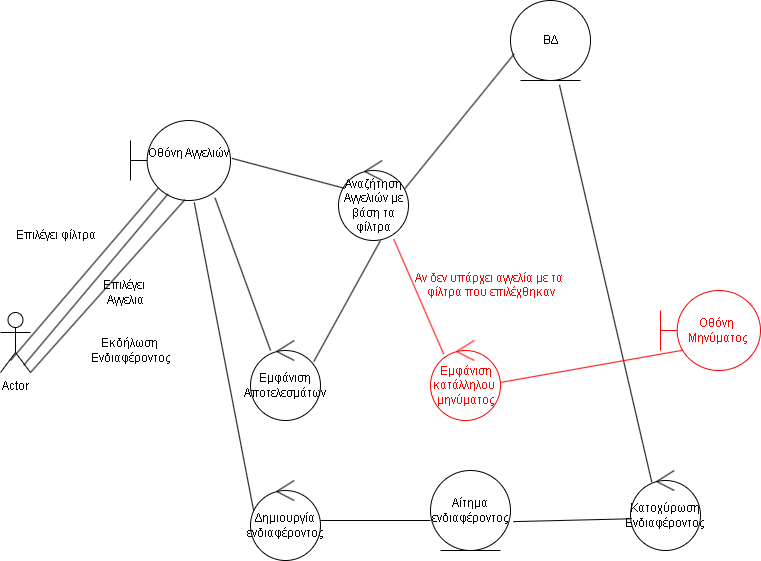 ΒΔ
Οθόνη Αγγελιών
Αναζήτηση
Αγγελιών με
βάση τα
φίλτρα
Επιλέγει φίλτρα
Επιλέγει
Αγγελια
Αν δεν υπάρχει αγγελία με τα
φίλτρα που επιλέχθηκαν
Οθόνη
Μηνύματος
Εκδήλωση
Ενδιαφέροντος
Actor
Εμφάνιση
Αποτελεσμάτων
Εμφάνιση
κατάλληλου
μηνύματος
Δημιουργία
ενδιαφέροντος
Αίτημα
ενδιαφέροντος
Κατοχύρωση
Ενδιαφέροντος